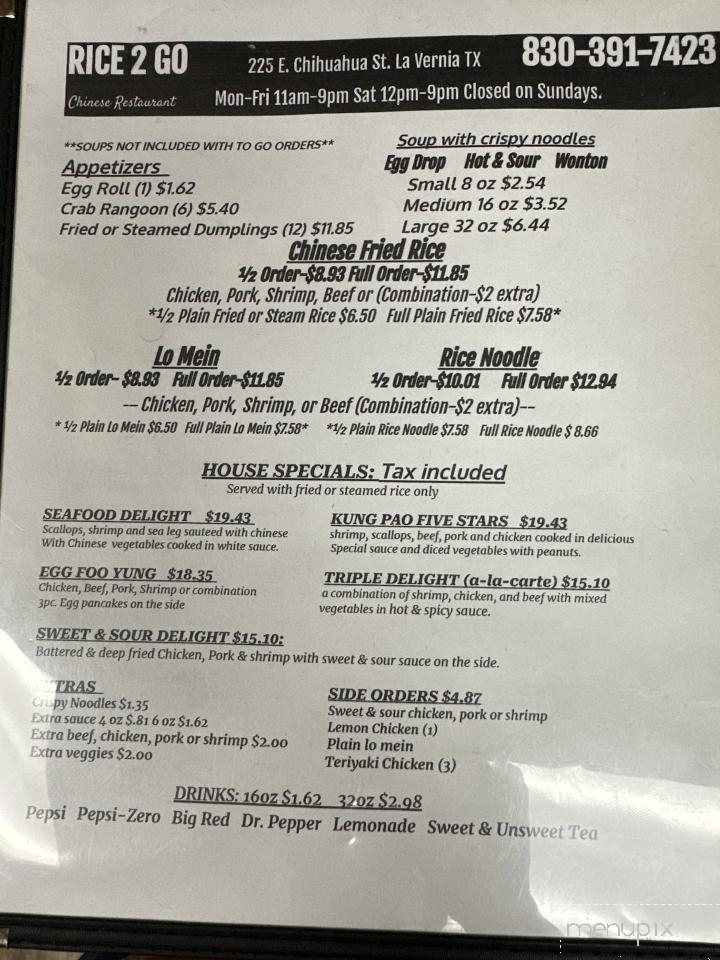 RICE 2 GO 225 E. Chihuahua St. La Vernia TX 830-391-7423
Chinese Restaurant Mon-Fri 11am-9pm Sat 12pm-9pm Closed on Sundays.
**SOUPS NOT INCLUDED WITH TO GO ORDERS**
Appetizers
Egg Roll (1) $1.62
Crab Rangoon (6) $5.40
Fried or Steamed Dumplings (12) $11.85
Soup with crispy noodles
Egg Drop Hot & Sour Wonton
Small 8 oz $2.54
Medium 16 oz $3.52
Large 32 oz $6.44
Chinese Fried Rice
½ Order-$8.93 Full Order-$11.85
Chicken, Pork, Shrimp, Beef or (Combination-$2 extra)
*½ Plain Fried or Steam Rice $6.50 Full Plain Fried Rice $7.58*
Lo Mein
½ Order- $8.93 Full Order-$11.85
Rice Noodle
½ Order-$10.01 Full Order $12.94
-- Chicken, Pork, Shrimp, or Beef (Combination-$2 extra)--
* ½ Plain Lo Mein $6.50 Full Plain Lo Mein $7.58* *½ Plain Rice Noodle $7.58 Full Rice Noodle $ 8.66
HOUSE SPECIALS: Tax included
Served with fried or steamed rice only
SEAFOOD DELIGHT $19.43
Scallops, shrimp and sea leg sauteed with chinese
With Chinese vegetables cooked in white sauce.
KUNG PAO FIVE STARS $19.43
shrimp, scallops, beef, pork and chicken cooked in delicious
Special sauce and diced vegetables with peanuts.
EGG FOO YUNG $18.35
Chicken, Beef, Pork, Shrimp or combination
3pc. Egg pancakes on the side
TRIPLE DELIGHT (a-la-carte) $15.10
a combination of shrimp, chicken, and beef with mixed
vegetables in hot & spicy sauce.
SWEET & SOUR DELIGHT $15.10:
Battered & deep fried Chicken, Pork & shrimp with sweet & sour sauce on the side.
EXTRAS
Crispy Noodles $1.35
Extra sauce 4 oz $.81 6 oz $1.62
Extra beef, chicken, pork or shrimp $2.00
Extra veggies $2.00
SIDE ORDERS $4.87
Sweet & sour chicken, pork or shrimp
Lemon Chicken (1)
Plain lo mein
Teriyaki Chicken (3)
DRINKS: 16oz $1.62 32oz $2.98
Pepsi Pepsi-Zero Big Red Dr. Pepper Lemonade Sweet & Unsweet Tea
menupix